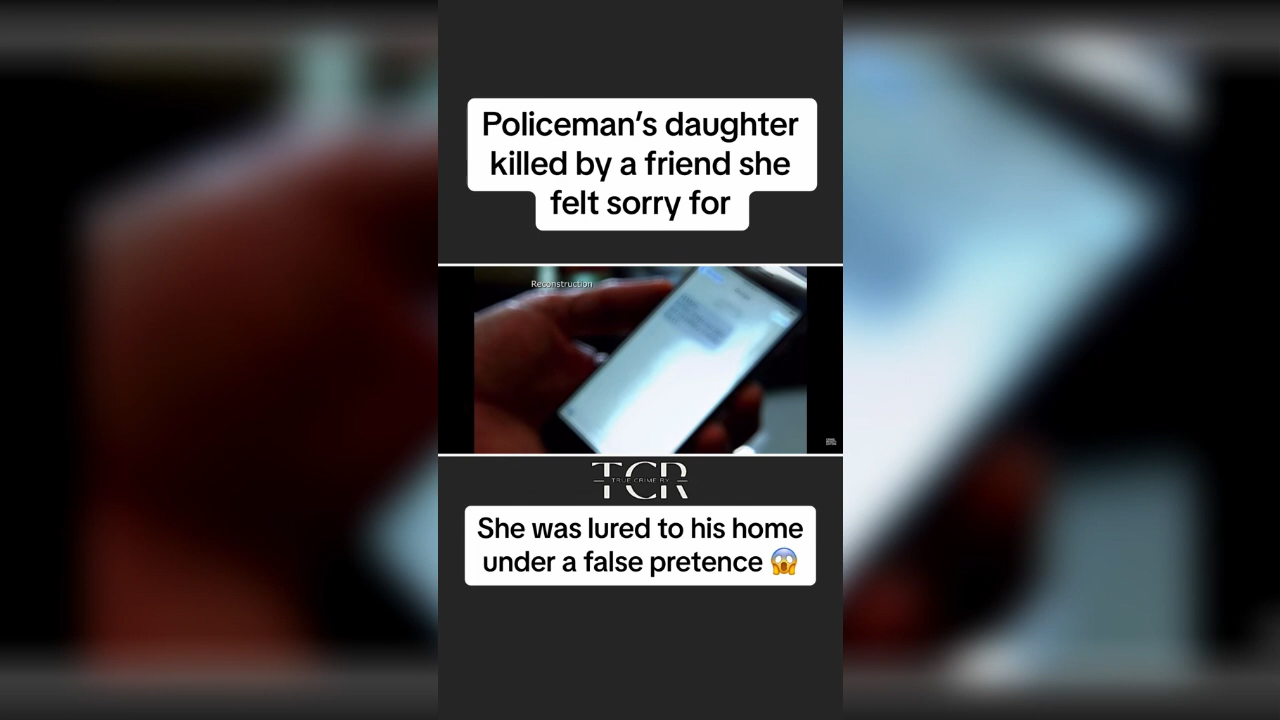 Policeman’s daughter
killed by a friend she
felt sorry for
Reconstruction
TCR
TRUE CRIME BY
She was lured to his home
under a false pretence 😱